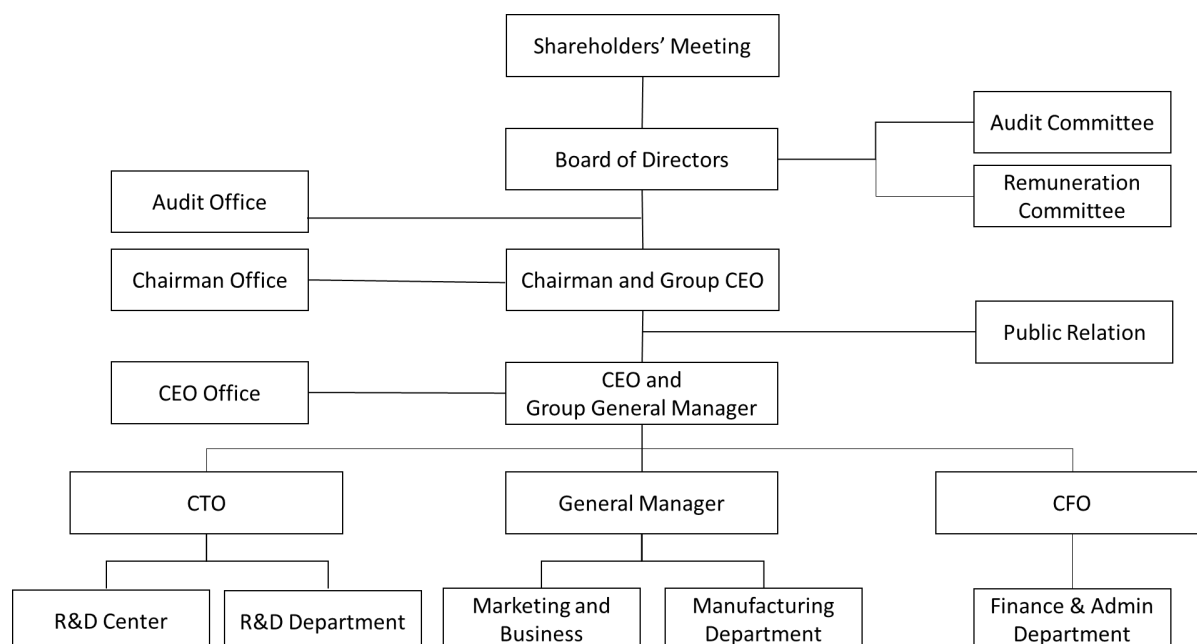 Shareholders’ Meeting
Audit Committee
Board of Directors
Remuneration
Committee
Audit Office
Chairman Office
Chairman and Group CEO
Public Relation
CEO and
Group General Manager
CEO Office
CTO
General Manager
CFO
R&D Center
R&D Department
Marketing and
Business
Manufacturing
Department
Finance & Admin
Department